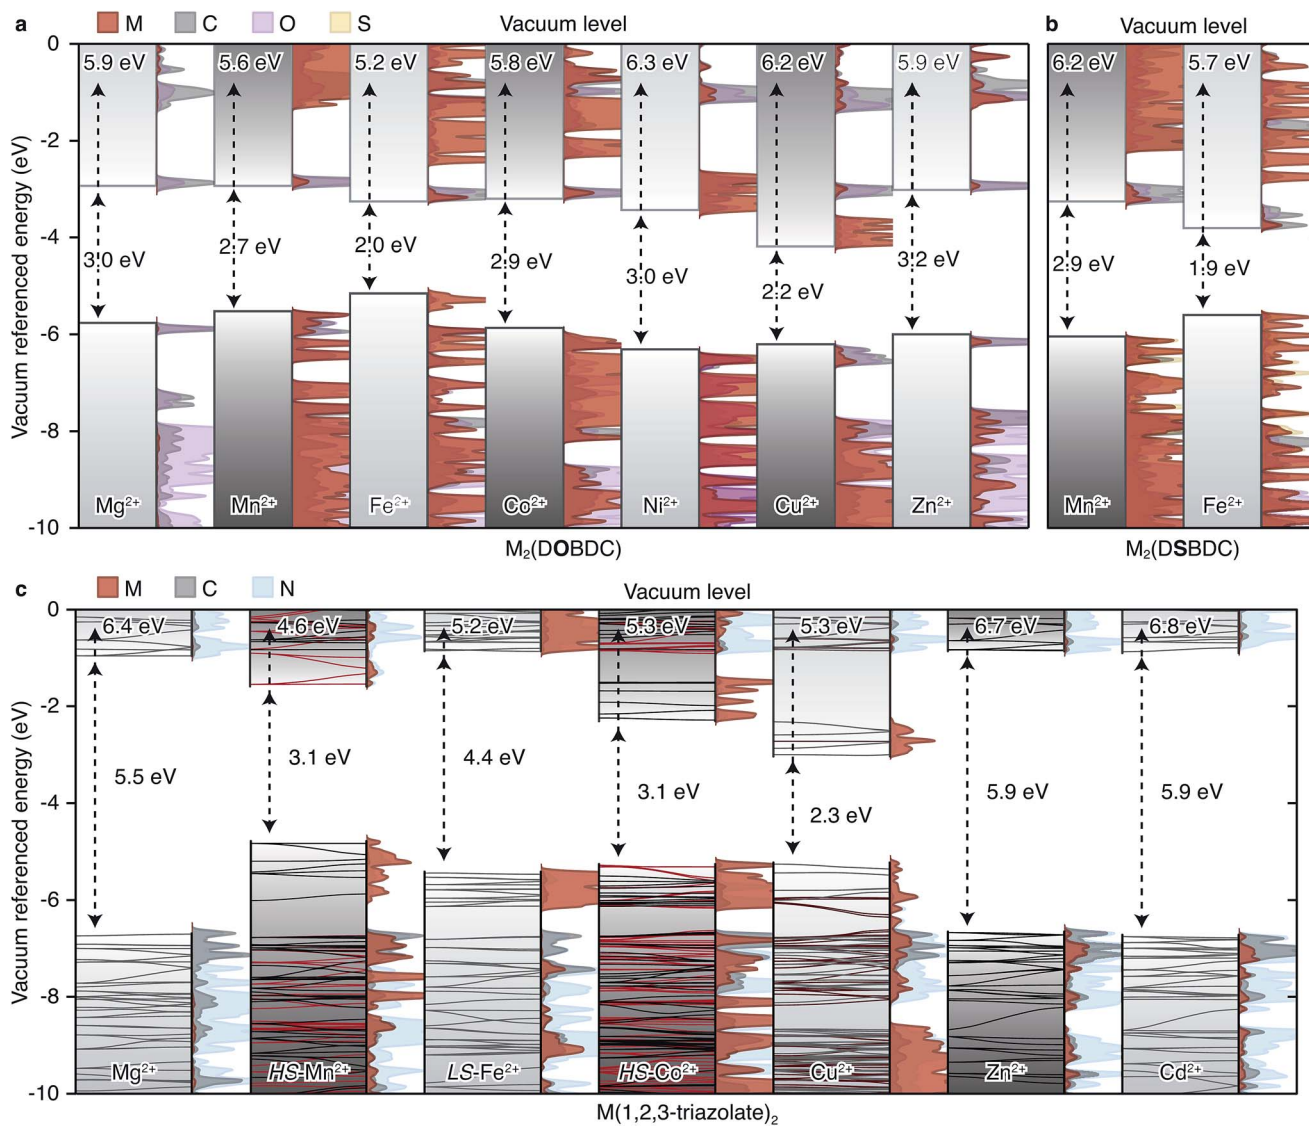 a
M C O S
Vacuum level
b
Vacuum level
Vacuum referenced energy (eV)
0
-2
-4
-6
-8
-10
5.9 eV 5.6 eV 5.2 eV 5.8 eV 6.3 eV 6.2 eV 5.9 eV
3.0 eV 2.7 eV 2.0 eV 2.9 eV 3.0 eV 2.2 eV 3.2 eV
Mg²⁺ Mn²⁺ Fe²⁺ Co²⁺ Ni²⁺ Cu²⁺ Zn²⁺
M₂(DOBDC)
6.2 eV 5.7 eV
2.9 eV 1.9 eV
Mn²⁺ Fe²⁺
M₂(DSBDC)
c
M C N
Vacuum level
Vacuum referenced energy (eV)
0
-2
-4
-6
-8
-10
6.4 eV 4.6 eV 5.2 eV 5.3 eV 5.3 eV 6.7 eV 6.8 eV
5.5 eV 3.1 eV 4.4 eV 3.1 eV 2.3 eV 5.9 eV 5.9 eV
Mg²⁺ HS-Mn²⁺ LS-Fe²⁺ HS-Co²⁺ Cu²⁺ Zn²⁺ Cd²⁺
M(1,2,3-triazolate)₂